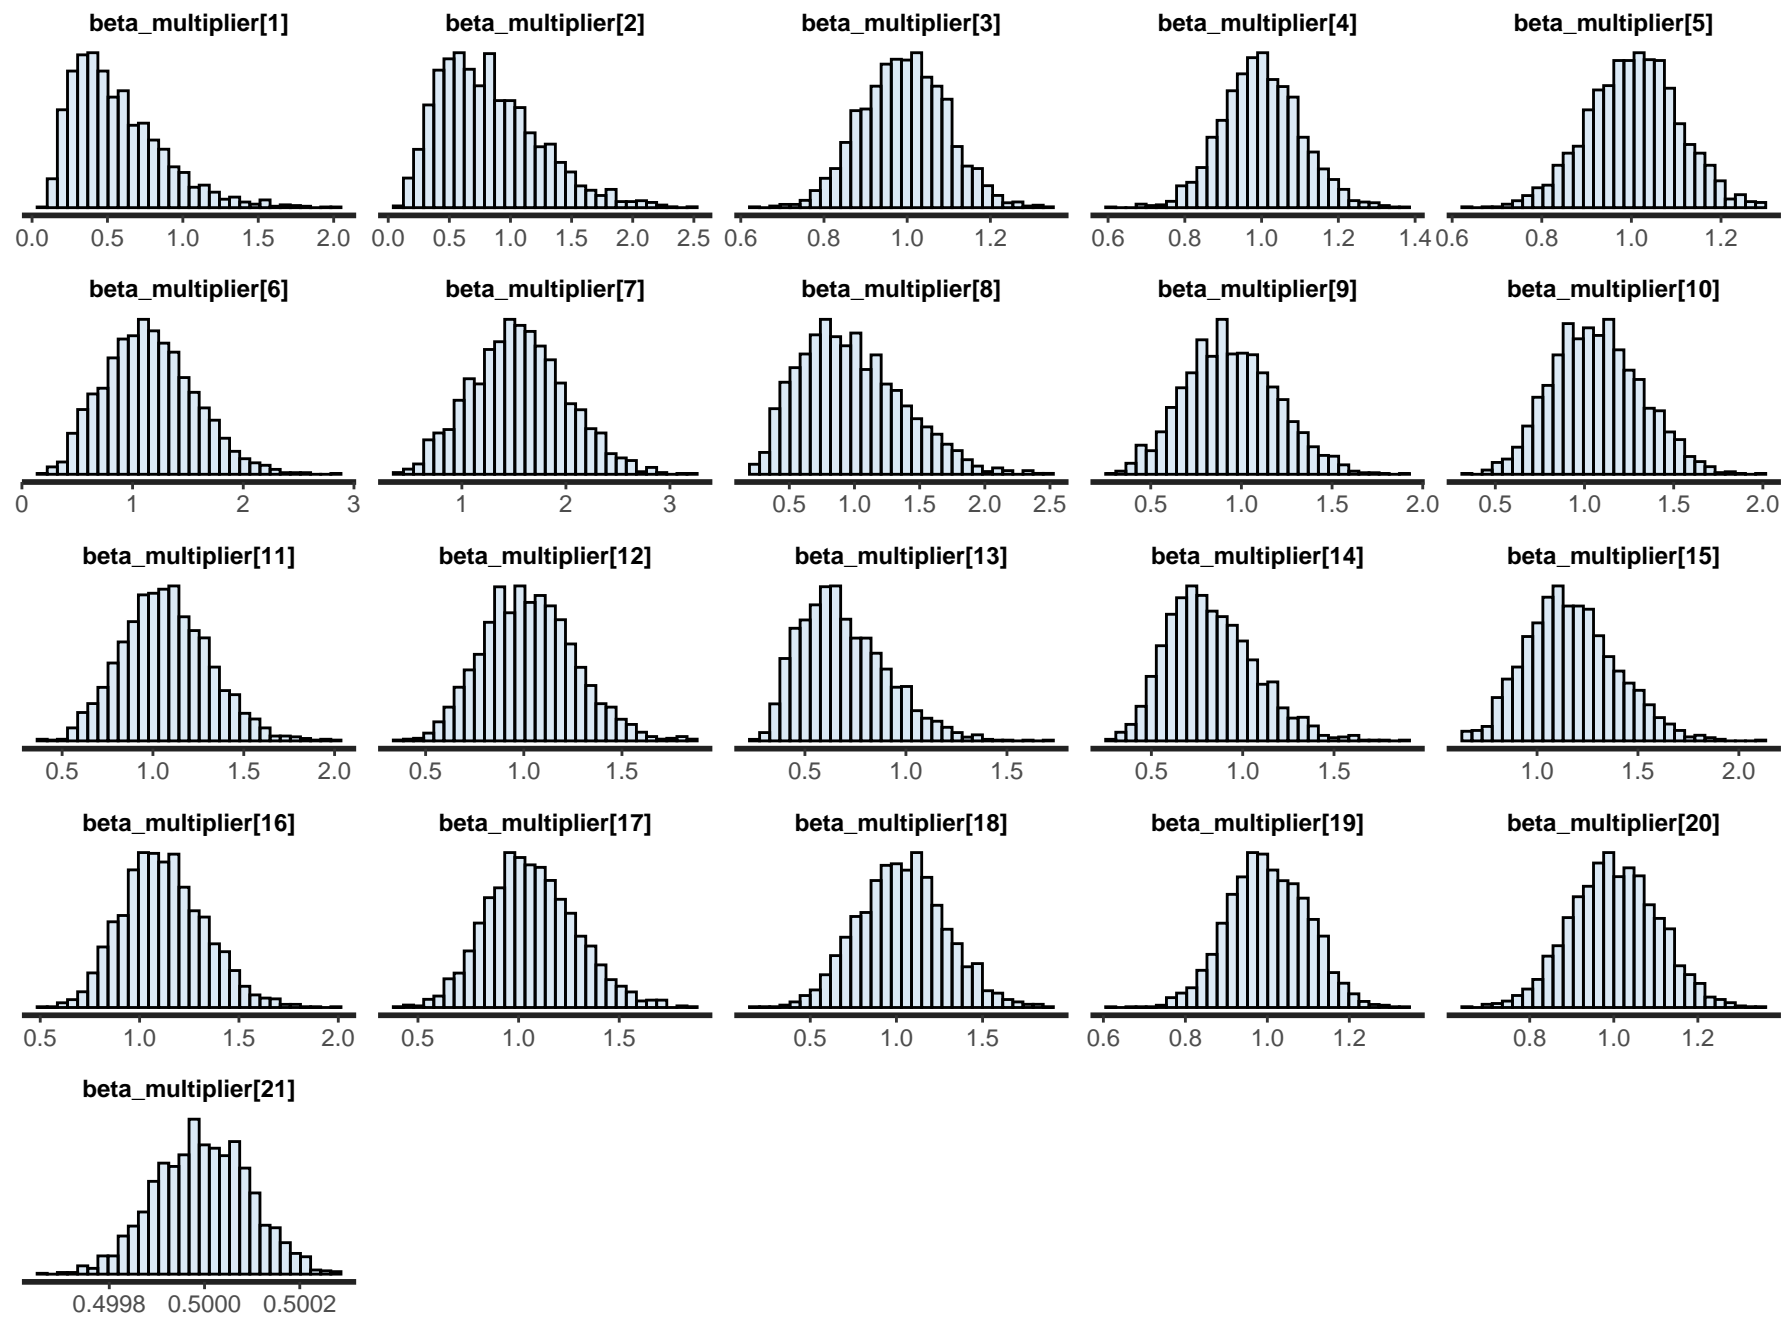 beta_multiplier[1] beta_multiplier[2] beta_multiplier[3] beta_multiplier[4] beta_multiplier[5]
0.0 0.5 1.0 1.5 2.0 0.0 0.5 1.0 1.5 2.0 2.5 0.6 0.8 1.0 1.2 0.6 0.8 1.0 1.2 1.4 0.6 0.8 1.0 1.2
beta_multiplier[6] beta_multiplier[7] beta_multiplier[8] beta_multiplier[9] beta_multiplier[10]
0 1 2 3 1 2 3 0.5 1.0 1.5 2.0 2.5 0.5 1.0 1.5 2.0 0.5 1.0 1.5 2.0
beta_multiplier[11] beta_multiplier[12] beta_multiplier[13] beta_multiplier[14] beta_multiplier[15]
0.5 1.0 1.5 2.0 0.5 1.0 1.5 0.5 1.0 1.5 0.5 1.0 1.5 1.0 1.5 2.0
beta_multiplier[16] beta_multiplier[17] beta_multiplier[18] beta_multiplier[19] beta_multiplier[20]
0.5 1.0 1.5 2.0 0.5 1.0 1.5 0.5 1.0 1.5 0.6 0.8 1.0 1.2 0.8 1.0 1.2
beta_multiplier[21]
0.4998 0.5000 0.5002